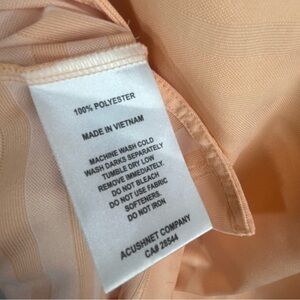 100% POLYESTER
MADE IN VIETNAM
MACHINE WASH COLD
WASH DARKS SEPARATELY
TUMBLE DRY LOW
REMOVE IMMEDIATELY.
DO NOT BLEACH
DO NOT USE FABRIC
SOFTENERS.
DO NOT IRON
ACUSHNET COMPANY
CA# 28544